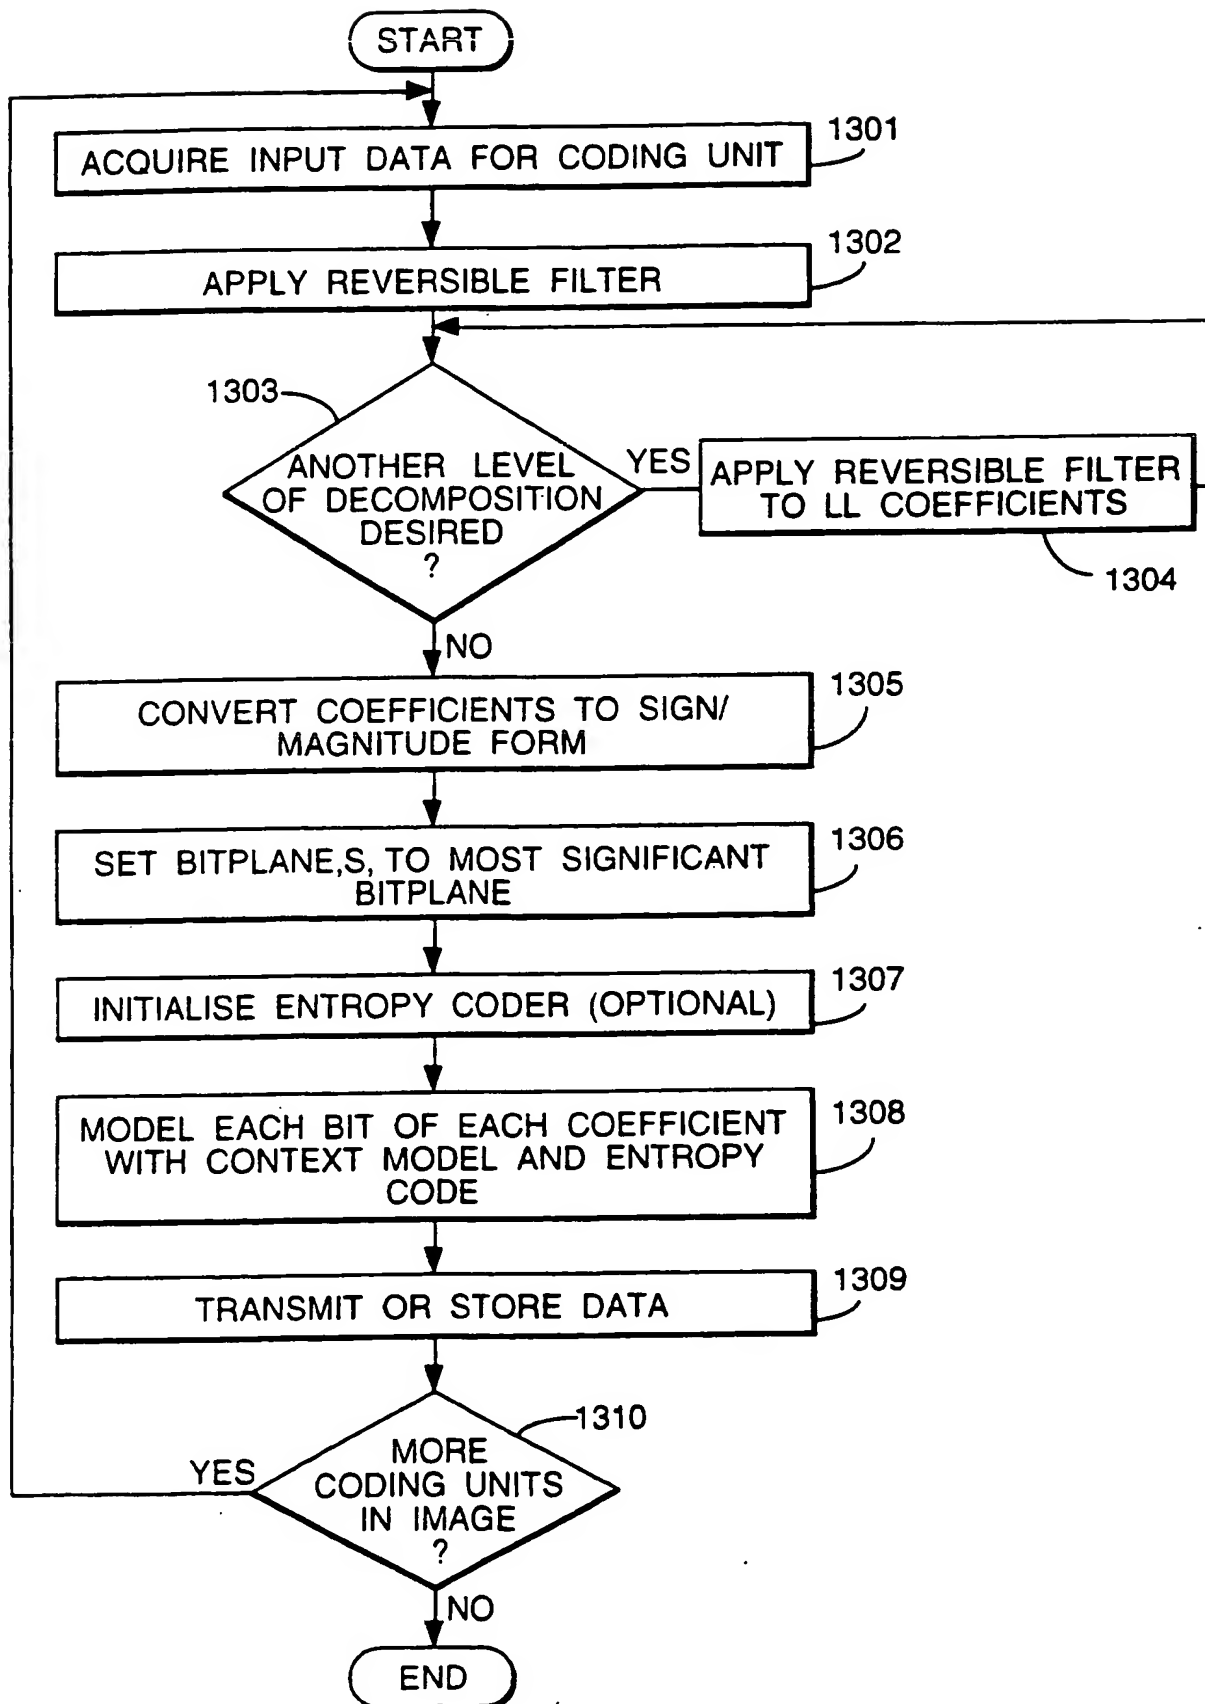 START
1301
ACQUIRE INPUT DATA FOR CODING UNIT
1302
APPLY REVERSIBLE FILTER
1303
ANOTHER LEVEL
OF DECOMPOSITION
DESIRED
?
YES
APPLY REVERSIBLE FILTER
TO LL COEFFICIENTS
1304
NO
1305
CONVERT COEFFICIENTS TO SIGN/
MAGNITUDE FORM
1306
SET BITPLANE,S, TO MOST SIGNIFICANT
BITPLANE
1307
INITIALISE ENTROPY CODER (OPTIONAL)
1308
MODEL EACH BIT OF EACH COEFFICIENT
WITH CONTEXT MODEL AND ENTROPY
CODE
1309
TRANSMIT OR STORE DATA
1310
YES
MORE
CODING UNITS
IN IMAGE
?
NO
END